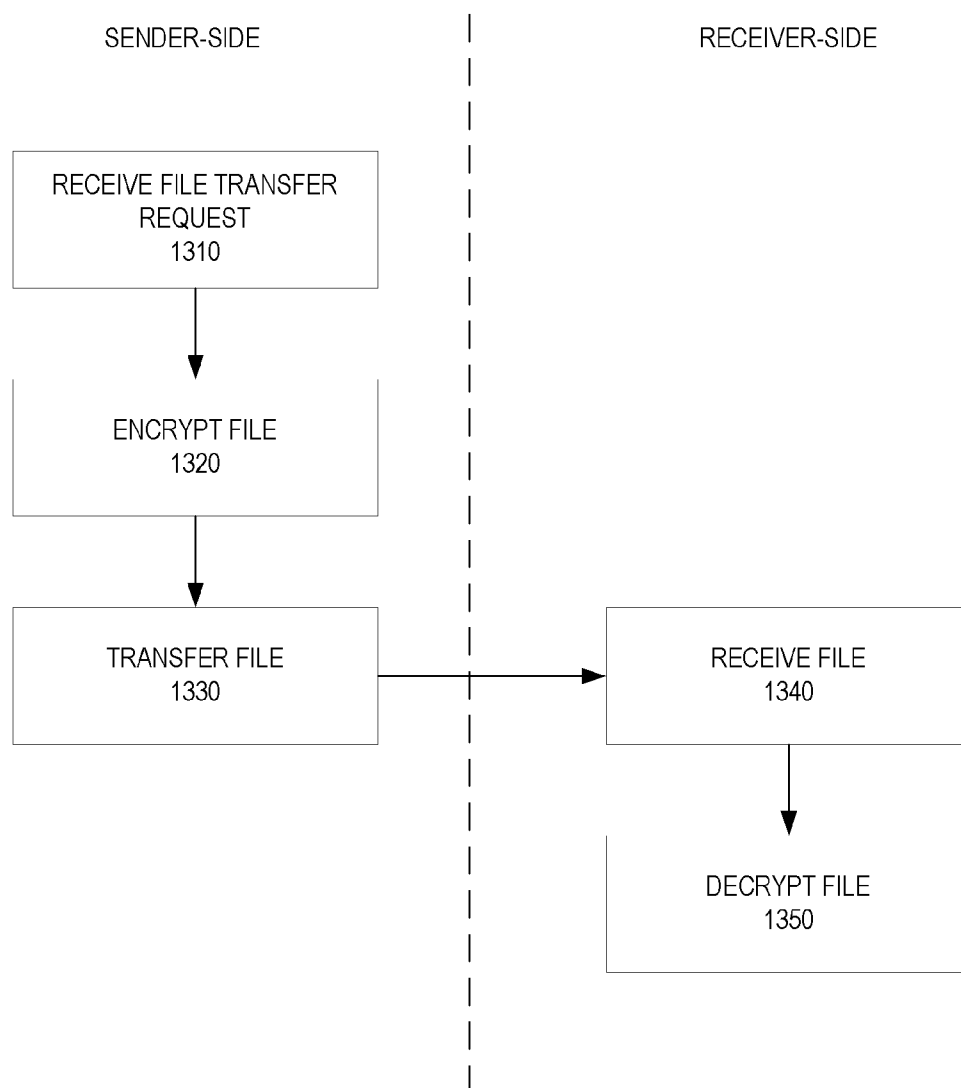 SENDER-SIDE
RECEIVER-SIDE
RECEIVE FILE TRANSFER
REQUEST
1310
ENCRYPT FILE
1320
TRANSFER FILE
1330
RECEIVE FILE
1340
DECRYPT FILE
1350